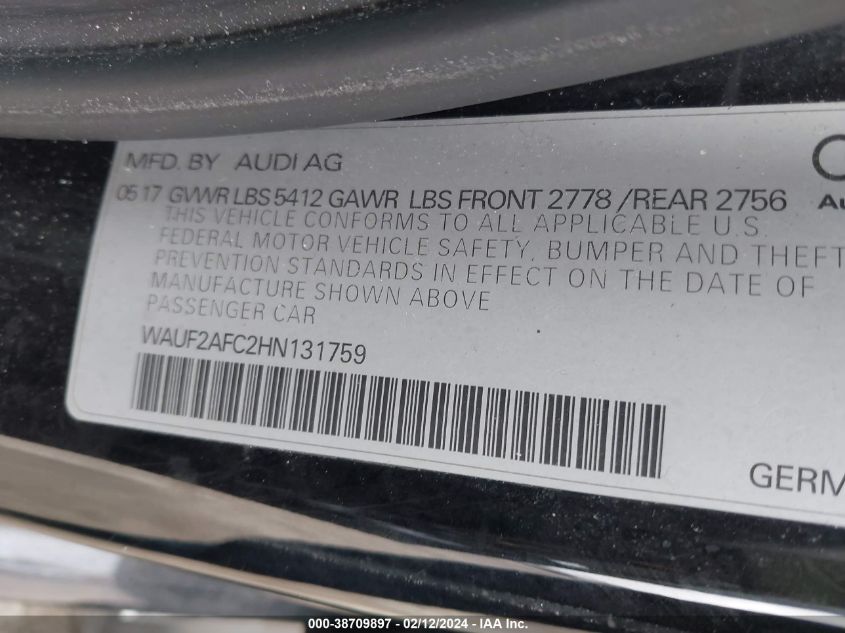 MFD. BY AUDI AG
05 17 GVWR LBS 5412 GAWR LBS FRONT 2778 /REAR 2756
THIS VEHICLE CONFORMS TO ALL APPLICABLE U.S.
FEDERAL MOTOR VEHICLE SAFETY, BUMPER AND THEFT
PREVENTION STANDARDS IN EFFECT ON THE DATE OF
MANUFACTURE SHOWN ABOVE
PASSENGER CAR
WAUF2AFC2HN131759
Au
GERM
000-38709897 - 02/12/2024 - IAA Inc.